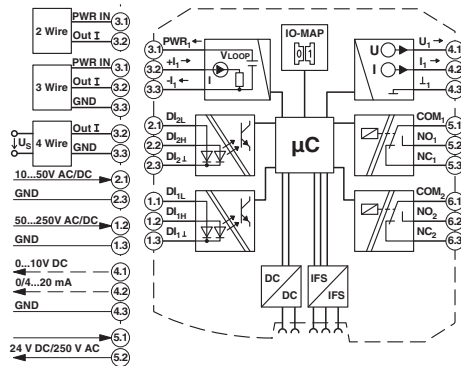 2 Wire
PWR IN
3.1
Out I
3.2
3 Wire
PWR IN
3.1
Out I
3.2
GND
3.3
4 Wire
US
Out I
3.2
GND
3.3
10...50V AC/DC
2.1
GND
2.3
50...250V AC/DC
1.2
GND
1.3
0...10V DC
4.1
0/4...20 mA
4.2
GND
4.3
5.1
24 V DC/250 V AC
5.2
3.1 PWR1
3.2 +I1
3.3 -I1
VLOOP
I
IO-MAP
0 1
U U1 4.1
I I1 4.2
⊥1 4.3
2.1 DI2L
2.2 DI2H
2.3 DI2⊥
µC
COM1 5.1
NO1 5.2
NC1 5.3
1.1 DI1L
1.2 DI1H
1.3 DI1⊥
COM2 6.1
NO2 6.2
NC2 6.3
DC
DC
IFS
IFS